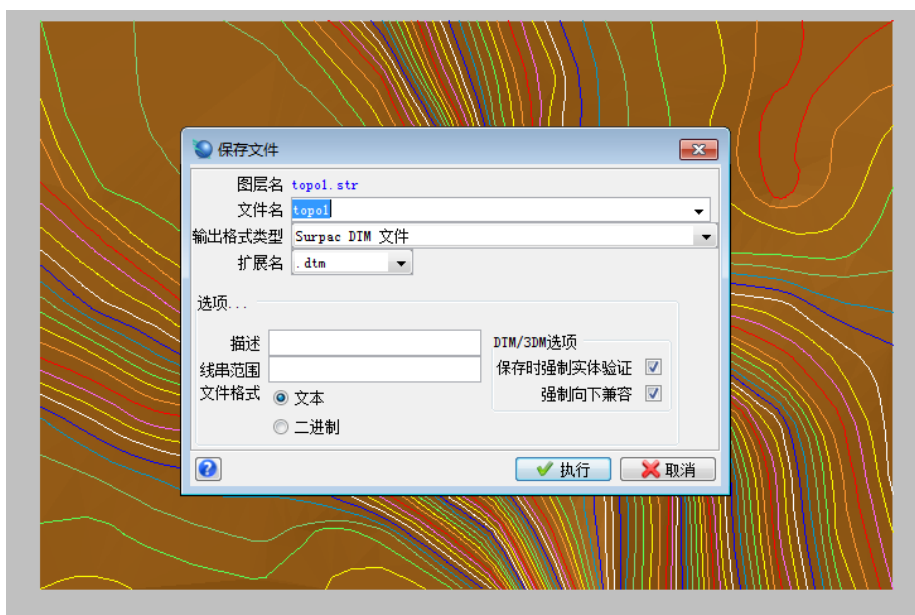 保存文件
图层名 topo1.str
文件名 topo1
输出格式类型 Surpac DTM 文件
扩展名 .dtm
选项...
描述
线串范围
文件格式 文本
二进制
DTM/3DM选项
保存时强制实体验证
强制向下兼容
执行 取消